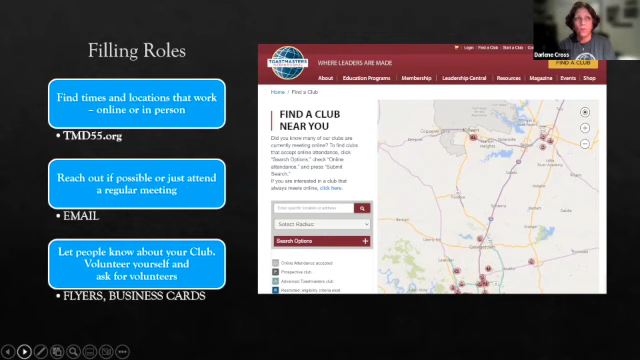 Filling Roles
Find times and locations that work
– online or in person
• TMD55.org
Reach out if possible or just attend
a regular meeting
• EMAIL
Let people know about your Club.
Volunteer yourself and
ask for volunteers
• FLYERS, BUSINESS CARDS
Login Find a Club Start a Club
TOASTMASTERS
INTERNATIONAL
WHERE LEADERS ARE MADE
FIND A CLUB
About Education Programs Membership Leadership-Central Resources Magazine Events Shop
Home / Find a Club
FIND A CLUB
NEAR YOU
Did you know many of our clubs are
currently meeting online? To find clubs
that accept online attendance, click
"Search Options", check "Online
attendance", and press "Submit
Search."
If you are interested in a club that
always meets online, click here.
Select Radius:
Search Options +
Online Attendance accepted
Prospective club
Advanced Toastmasters club
Killeen
Darlene Cross